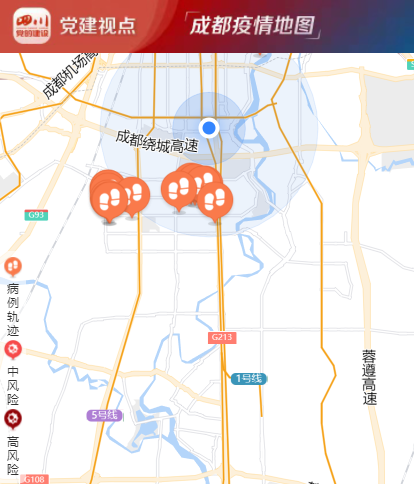 四川
党的建设
党建视点
成都疫情地图
成都机场高
成都绕城高速
G93
病例轨迹
G213
中风险
1号线
蓉遵高速
5号线
高风险
G108